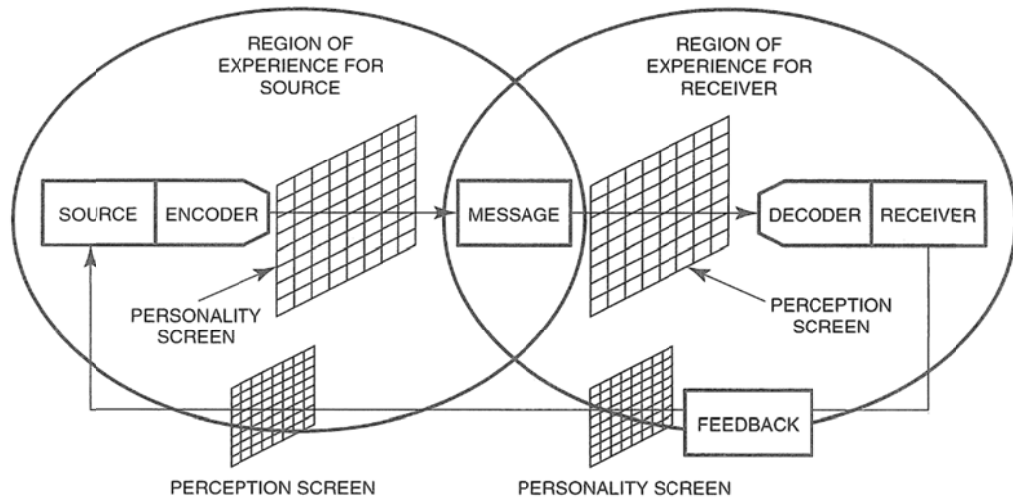 REGION OF
EXPERIENCE FOR
SOURCE
REGION OF
EXPERIENCE FOR
RECEIVER
SOURCE
ENCODER
MESSAGE
DECODER
RECEIVER
PERSONALITY
SCREEN
PERCEPTION
SCREEN
FEEDBACK
PERCEPTION SCREEN
PERSONALITY SCREEN